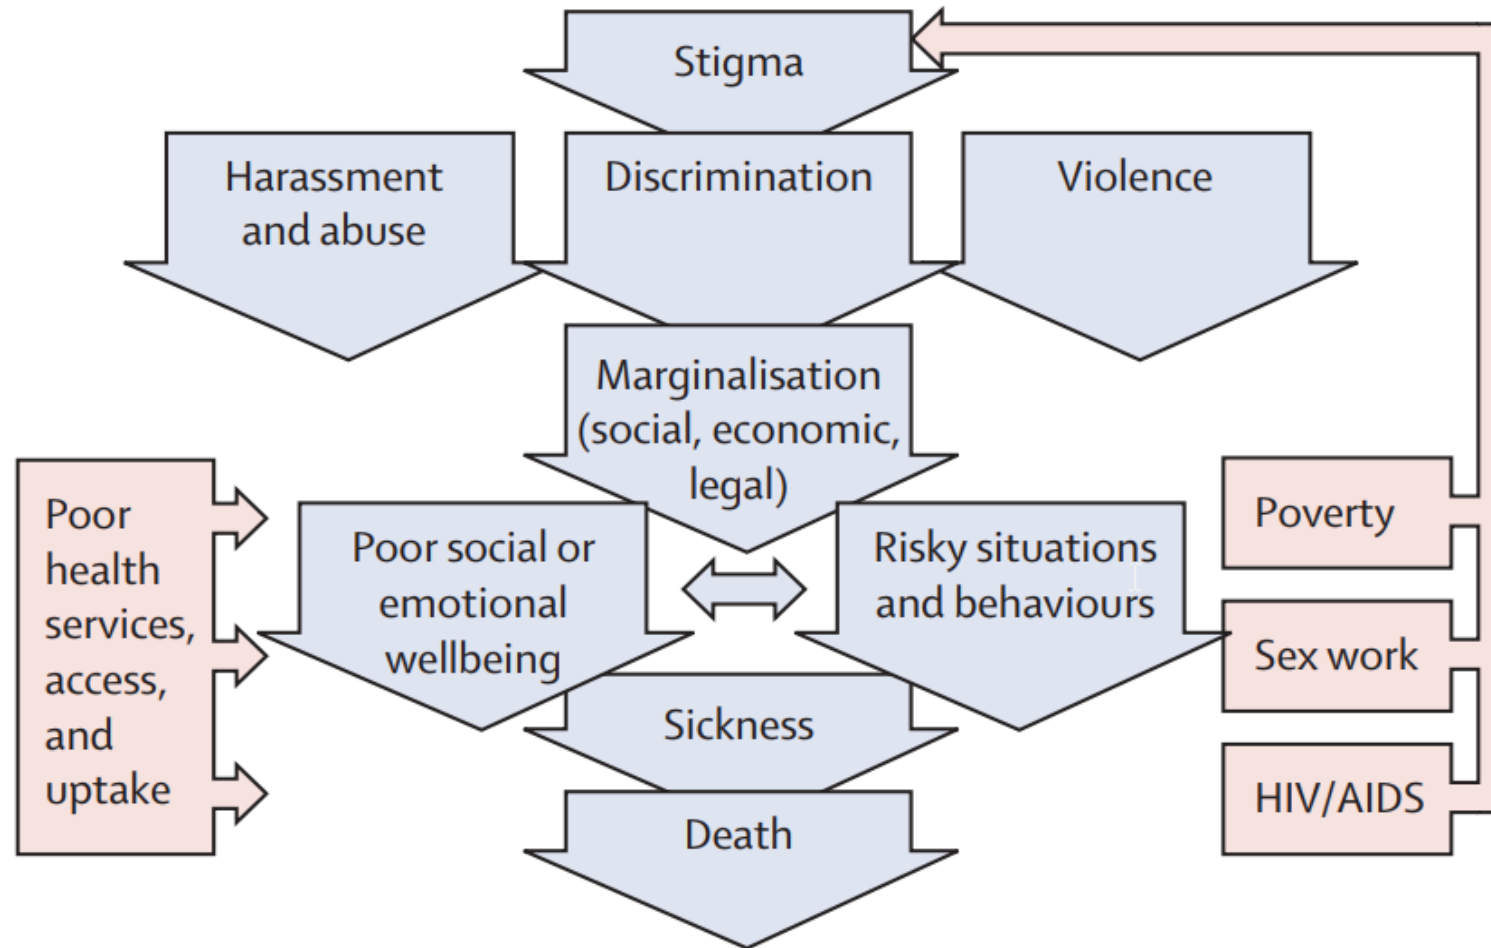 Stigma
Harassment
and abuse
Discrimination
Violence
Marginalisation
(social, economic,
legal)
Poor
health
services,
access,
and
uptake
Poor social or
emotional
wellbeing
Risky situations
and behaviours
Poverty
Sex work
HIV/AIDS
Sickness
Death